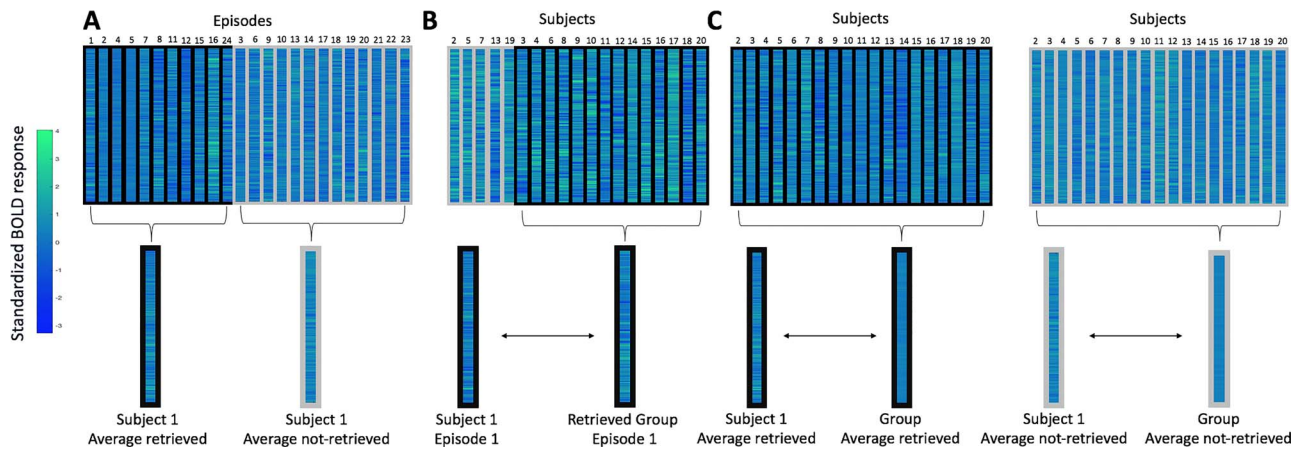 A
Episodes
1 2 4 5 7 8 11 12 15 16 24 3 6 9 10 13 14 17 18 19 20 21 22 23
B
Subjects
2 5 7 13 19 3 4 6 8 9 10 11 12 14 15 16 17 18 20
C
Subjects
2 3 4 5 6 7 8 9 10 11 12 13 14 15 16 17 18 19 20
Subjects
2 3 4 5 6 7 8 9 10 11 12 13 14 15 16 17 18 19 20
Standardized BOLD response
4
3
2
1
0
-1
-2
-3
Subject 1
Average retrieved
Subject 1
Average not-retrieved
Subject 1
Episode 1
Retrieved Group
Episode 1
Subject 1
Average retrieved
Group
Average retrieved
Subject 1
Average not-retrieved
Group
Average not-retrieved